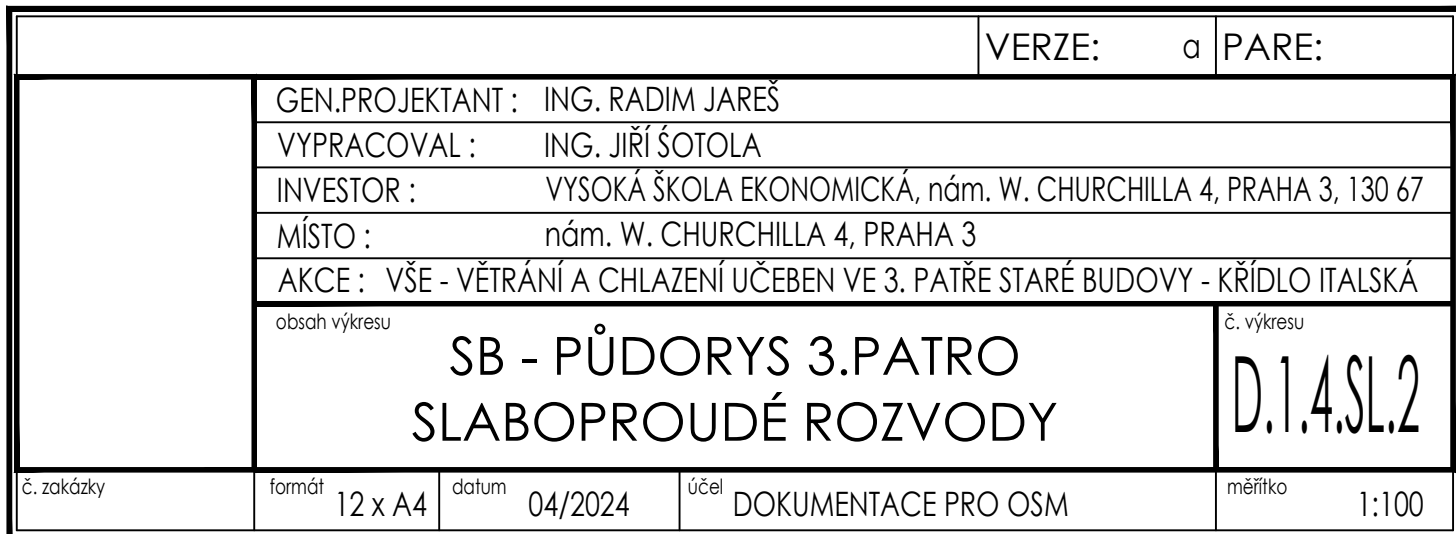 VERZE: a PARE:
GEN.PROJEKTANT : ING. RADIM JAREŠ
VYPRACOVAL : ING. JIŘÍ ŚOTOLA
INVESTOR : VYSOKÁ ŠKOLA EKONOMICKÁ, nám. W. CHURCHILLA 4, PRAHA 3, 130 67
MÍSTO : nám. W. CHURCHILLA 4, PRAHA 3
AKCE : VŠE - VĚTRÁNÍ A CHLAZENÍ UČEBEN VE 3. PATŘE STARÉ BUDOVY - KŘÍDLO ITALSKÁ
obsah výkresu
SB - PŮDORYS 3.PATRO
SLABOPROUDÉ ROZVODY
č. výkresu
D.1.4.SL.2
č. zakázky
formát 12 x A4
datum 04/2024
účel DOKUMENTACE PRO OSM
měřítko 1:100